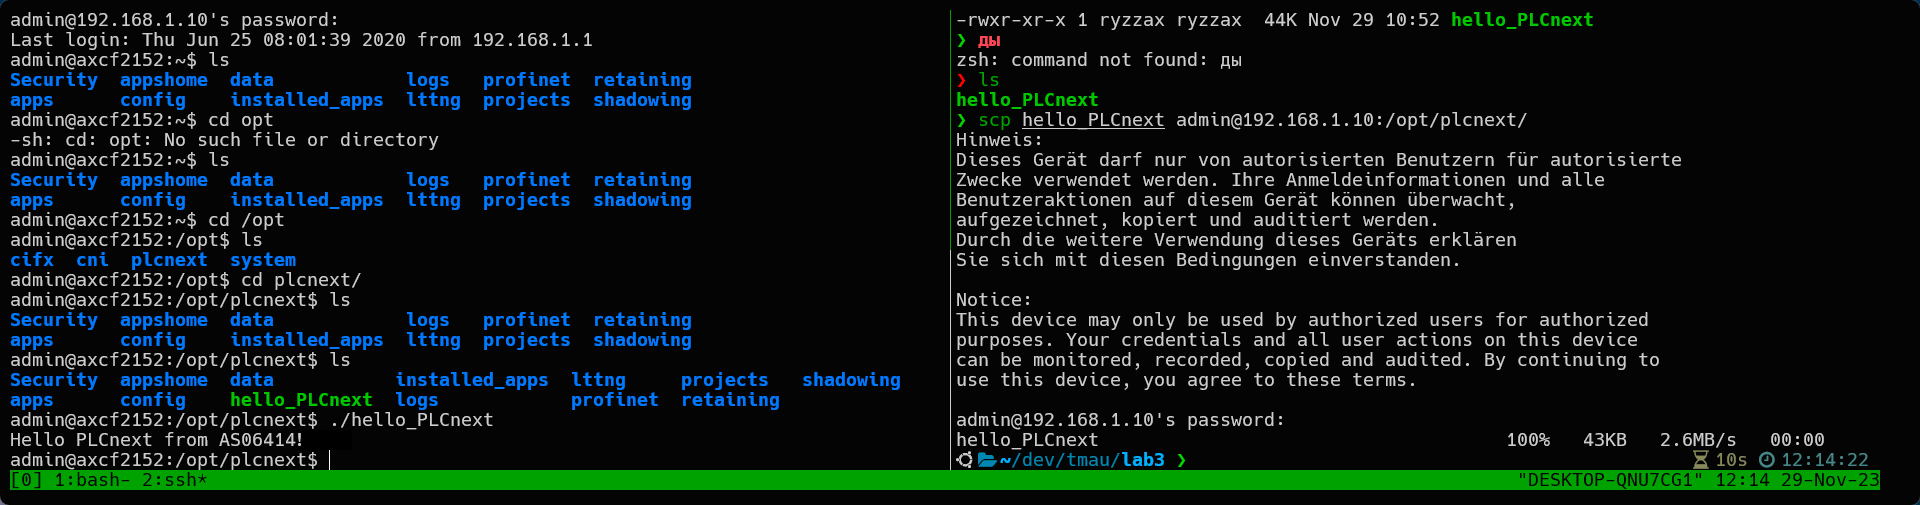 admin@192.168.1.10's password:
Last login: Thu Jun 25 08:01:39 2020 from 192.168.1.1
admin@axcf2152:~$ ls
Security  appshome  data            logs   profinet  retaining
apps      config    installed_apps  lttng  projects  shadowing
admin@axcf2152:~$ cd opt
-sh: cd: opt: No such file or directory
admin@axcf2152:~$ ls
Security  appshome  data            logs   profinet  retaining
apps      config    installed_apps  lttng  projects  shadowing
admin@axcf2152:~$ cd /opt
admin@axcf2152:/opt$ ls
cifx  cni  plcnext  system
admin@axcf2152:/opt$ cd plcnext/
admin@axcf2152:/opt/plcnext$ ls
Security  appshome  data            logs   profinet  retaining
apps      config    installed_apps  lttng  projects  shadowing
admin@axcf2152:/opt/plcnext$ ls
Security  appshome  data           installed_apps  lttng     projects   shadowing
apps      config    hello_PLCnext  logs            profinet  retaining
admin@axcf2152:/opt/plcnext$ ./hello_PLCnext
Hello PLCnext from AS06414!
admin@axcf2152:/opt/plcnext$
-rwxr-xr-x 1 ryzzax ryzzax  44K Nov 29 10:52 hello_PLCnext
❯ ды
zsh: command not found: ды
❯ ls
hello_PLCnext
❯ scp hello_PLCnext admin@192.168.1.10:/opt/plcnext/
Hinweis:
Dieses Gerät darf nur von autorisierten Benutzern für autorisierte
Zwecke verwendet werden. Ihre Anmeldeinformationen und alle
Benutzeraktionen auf diesem Gerät können überwacht,
aufgezeichnet, kopiert und auditiert werden.
Durch die weitere Verwendung dieses Geräts erklären
Sie sich mit diesen Bedingungen einverstanden.
Notice:
This device may only be used by authorized users for authorized
purposes. Your credentials and all user actions on this device
can be monitored, recorded, copied and audited. By continuing to
use this device, you agree to these terms.
admin@192.168.1.10's password:
hello_PLCnext                                     100%   43KB   2.6MB/s   00:00
~/dev/tmau/lab3 ❯ 10s 12:14:22
[0] 1:bash- 2:ssh* "DESKTOP-QNU7CG1" 12:14 29-Nov-23